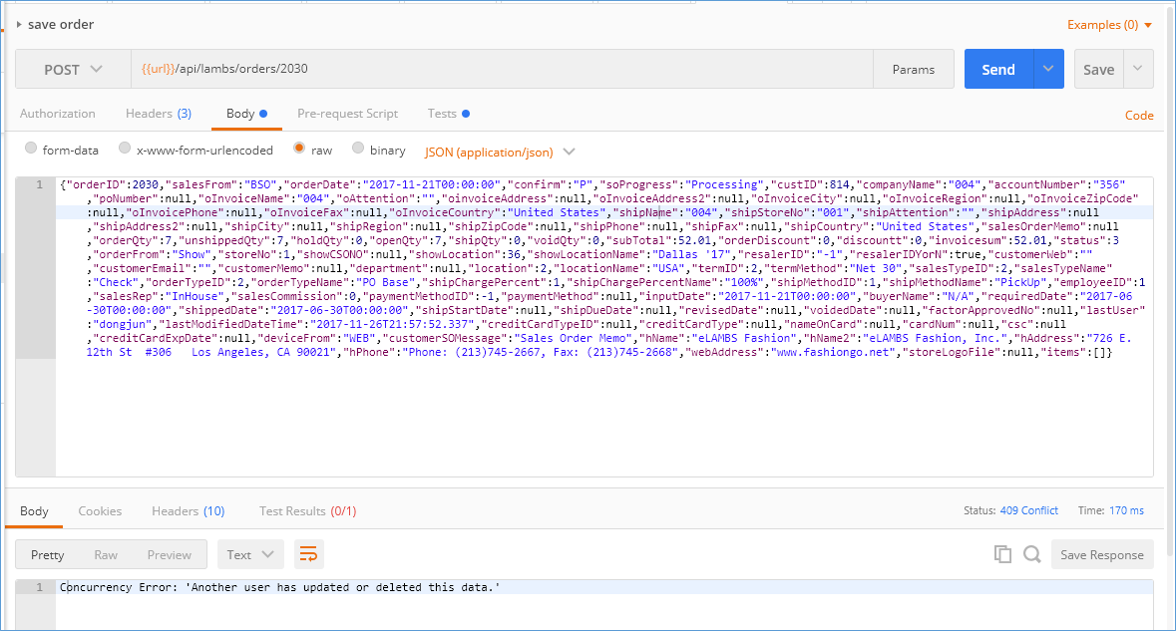 save order
Examples (0)
POST
{{url}}/api/lambs/orders/2030
Params
Send
Save
Authorization
Headers (3)
Body
Pre-request Script
Tests
Code
form-data
x-www-form-urlencoded
raw
binary
JSON (application/json)
1
{"orderID":2030,"salesFrom":"BSO","orderDate":"2017-11-21T00:00:00","confirm":"P","soProgress":"Processing","custID":814,"companyName":"004","accountNumber":"356"
,"poNumber":null,"oInvoiceName":"004","oAttention":"","oinvoiceAddress":null,"oInvoiceAddress2":null,"oInvoiceCity":null,"oInvoiceRegion":null,"oInvoiceZipCode"
:null,"oInvoicePhone":null,"oInvoiceFax":null,"oInvoiceCountry":"United States","shipName":"004","shipStoreNo":"001","shipAttention":"","shipAddress":null
,"shipAddress2":null,"shipCity":null,"shipRegion":null,"shipZipCode":null,"shipPhone":null,"shipFax":null,"shipCountry":"United States","salesOrderMemo":null
,"orderQty":7,"unshippedQty":7,"holdQty":0,"openQty":7,"shipQty":0,"voidQty":0,"subTotal":52.01,"orderDiscount":0,"discountt":0,"invoicesum":52.01,"status":3
,"orderFrom":"Show","storeNo":1,"showCSONO":null,"showLocation":36,"showLocationName":"Dallas '17","resalerID":"-1","resalerIDYorN":true,"customerWeb":""
,"customerEmail":"","customerMemo":null,"department":null,"location":2,"locationName":"USA","termID":2,"termMethod":"Net 30","salesTypeID":2,"salesTypeName"
:"Check","orderTypeID":2,"orderTypeName":"PO Base","shipChargePercent":1,"shipChargePercentName":"100%","shipMethodID":1,"shipMethodName":"PickUp","employeeID":1
,"salesRep":"InHouse","salesCommission":0,"paymentMethodID":-1,"paymentMethod":null,"inputDate":"2017-11-21T00:00:00","buyerName":"N/A","requiredDate":"2017-06
-30T00:00:00","shippedDate":"2017-06-30T00:00:00","shipStartDate":null,"shipDueDate":null,"revisedDate":null,"voidedDate":null,"factorApprovedNo":null,"lastUser"
:"dongjun","lastModifiedDateTime":"2017-11-26T21:57:52.337","creditCardTypeID":null,"creditCardType":null,"nameOnCard":null,"cardNum":null,"csc":null
,"creditCardExpDate":null,"deviceFrom":"WEB","customerSOMessage":"Sales Order Memo","hName":"eLAMBS Fashion","hName2":"eLAMBS Fashion, Inc.","hAddress":"726 E.
12th St  #306   Los Angeles, CA 90021","hPhone":"Phone: (213)745-2667, Fax: (213)745-2668","webAddress":"www.fashiongo.net","storeLogoFile":null,"items":[]}
Body
Cookies
Headers (10)
Test Results (0/1)
Status: 409 Conflict
Time: 170 ms
Pretty
Raw
Preview
Text
Save Response
1
Concurrency Error: 'Another user has updated or deleted this data.'